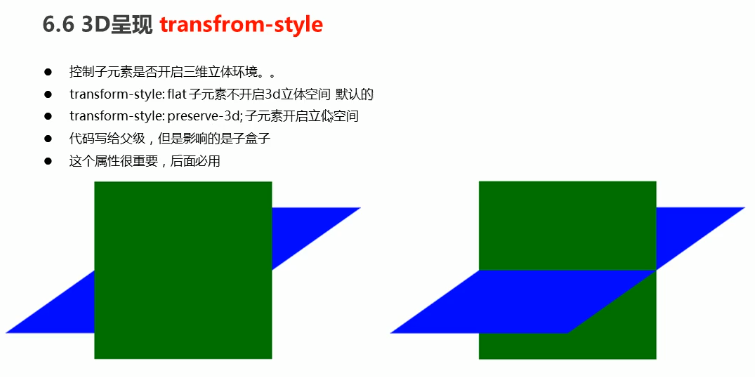 6.6 3D呈现 transfrom-style
● 控制子元素是否开启三维立体环境。。
● transform-style: flat 子元素不开启3d立体空间 默认的
● transform-style: preserve-3d; 子元素开启立体空间
● 代码写给父级，但是影响的是子盒子
● 这个属性很重要，后面必用